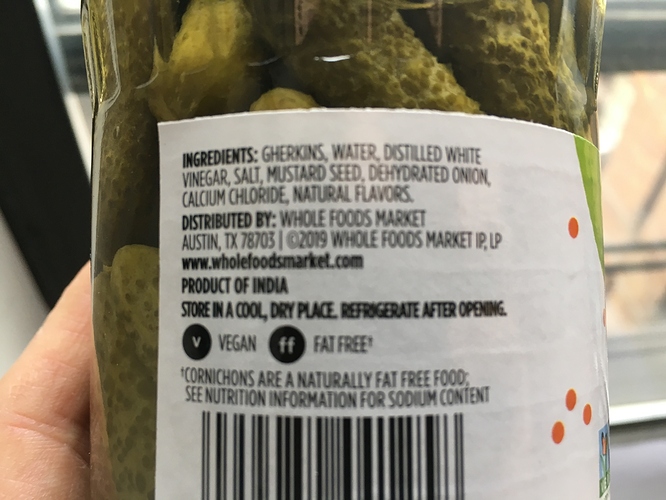 INGREDIENTS: GHERKINS, WATER, DISTILLED WHITE
VINEGAR, SALT, MUSTARD SEED, DEHYDRATED ONION,
CALCIUM CHLORIDE, NATURAL FLAVORS.
DISTRIBUTED BY: WHOLE FOODS MARKET
AUSTIN, TX 78703 | ©2019 WHOLE FOODS MARKET IP, LP
www.wholefoodsmarket.com
PRODUCT OF INDIA
STORE IN A COOL, DRY PLACE. REFRIGERATE AFTER OPENING.
V VEGAN ff FAT FREE†
†CORNICHONS ARE A NATURALLY FAT FREE FOOD;
SEE NUTRITION INFORMATION FOR SODIUM CONTENT